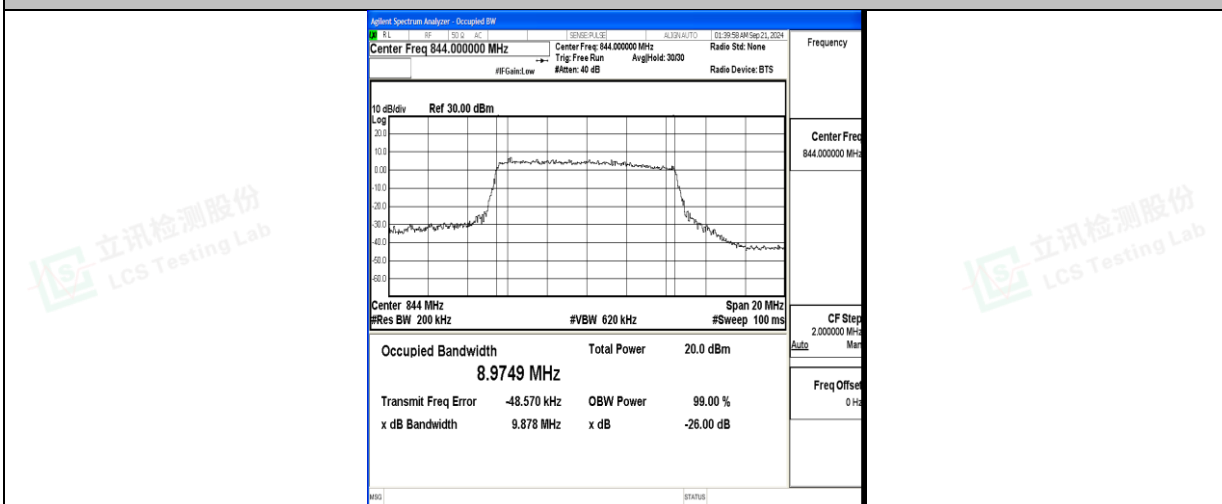 Agilent Spectrum Analyzer - Occupied BW
RL RF 50 Ω AC SENSE:PULSE ALIGNAUTO 01:39:58 AM Sep 21, 2024
Center Freq 844.000000 MHz
Center Freq: 844.000000 MHz
Radio Std: None
Trig: Free Run Avg|Hold: 30/30
#IFGain:Low #Atten: 40 dB Radio Device: BTS
10 dB/div Ref 30.00 dBm
Log
20.0
10.0
0.00
-10.0
-20.0
-30.0
-40.0
-50.0
-60.0
Center 844 MHz Span 20 MHz
#Res BW 200 kHz #VBW 620 kHz #Sweep 100 ms
Occupied Bandwidth Total Power 20.0 dBm
8.9749 MHz
Transmit Freq Error -48.570 kHz OBW Power 99.00 %
x dB Bandwidth 9.878 MHz x dB -26.00 dB
MSG STATUS
Frequency
Center Freq
844.000000 MHz
CF Step
2.000000 MHz
Auto Man
Freq Offset
0 Hz
立讯检测股份
LCS Testing Lab
立讯检测股份
LCS Testing Lab